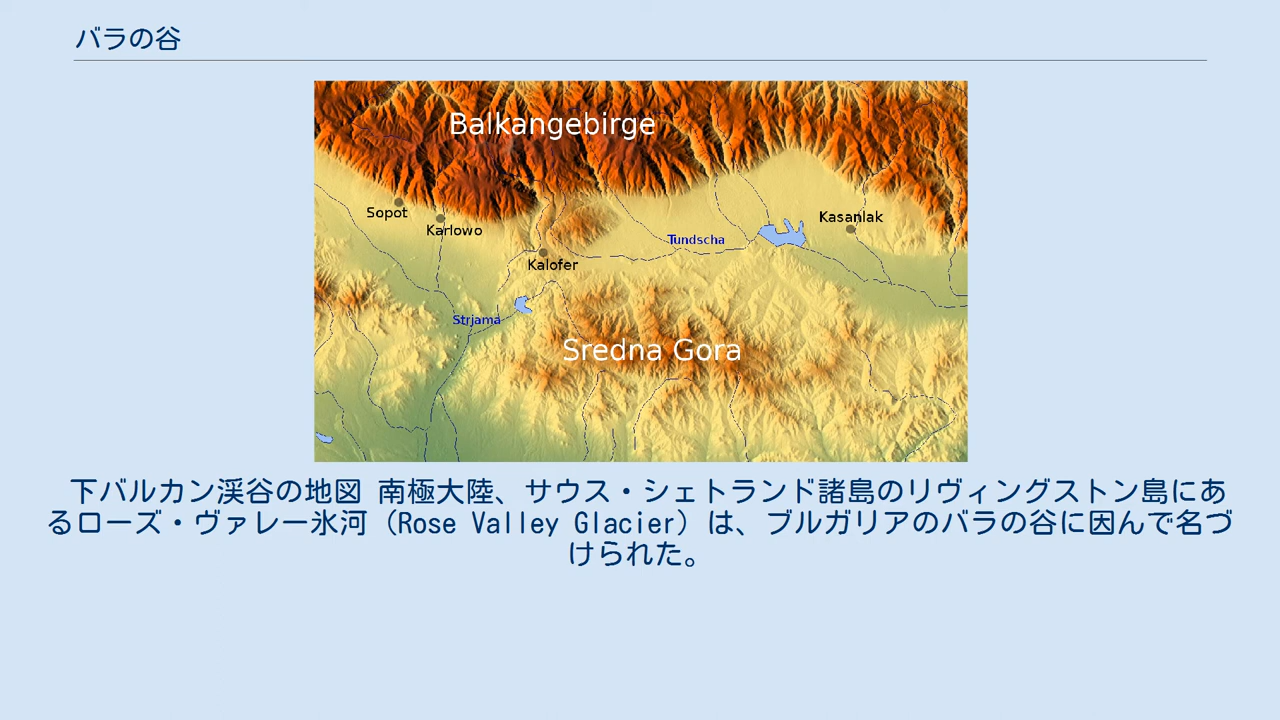 バラの谷
Balkangebirge
Sopot
Karlowo
Kasanlak
Tundscha
Kalofer
Strjama
Sredna Gora
下バルカン渓谷の地図 南極大陸、サウス・シェトランド諸島のリヴィングストン島にあ
るローズ・ヴァレー氷河（Rose Valley Glacier）は、ブルガリアのバラの谷に因んで名づ
けられた。